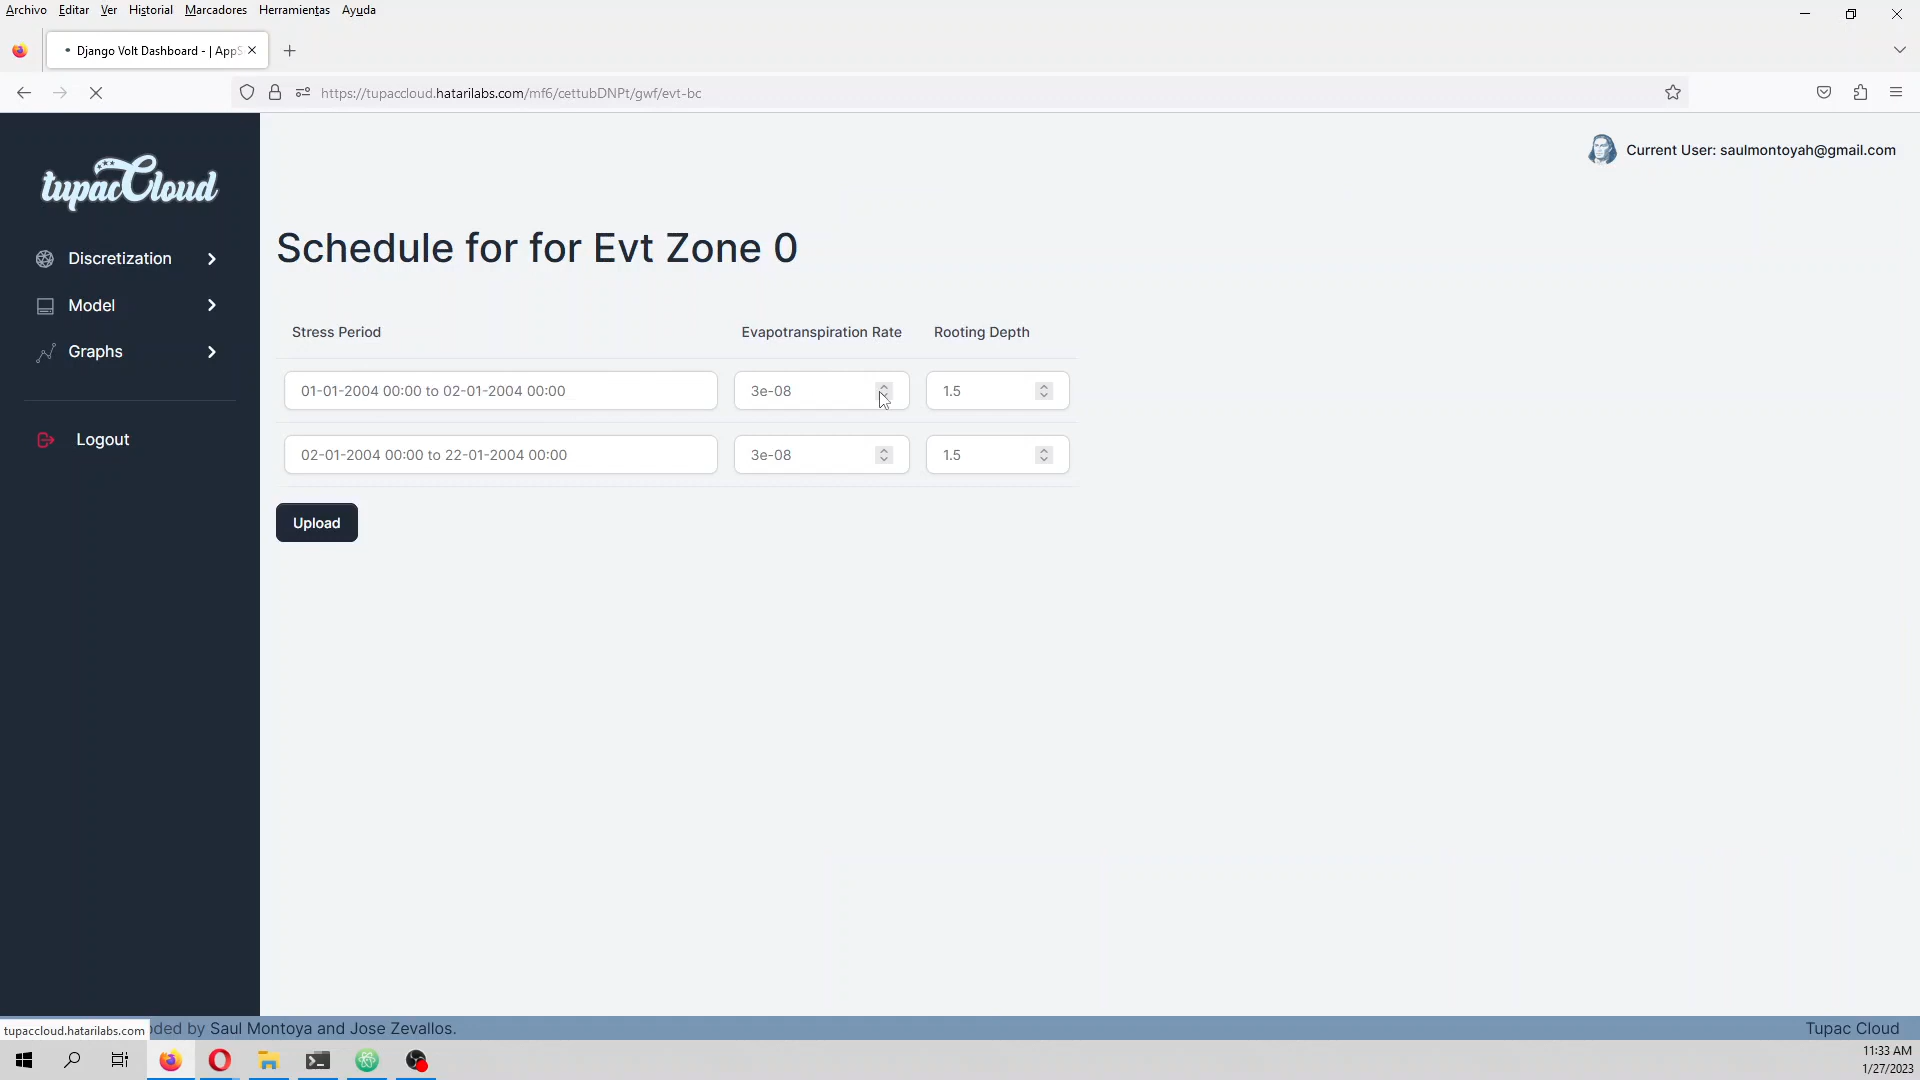 Archivo Editar Ver Historial Marcadores Herramientas Ayuda
Django Volt Dashboard - | AppS
https://tupaccloud.hatarilabs.com/mf6/cettubDNPt/gwf/evt-bc
tupacCloud
Current User: saulmontoyah@gmail.com
Discretization
Model
Graphs
Logout
Schedule for for Evt Zone 0
Stress Period Evapotranspiration Rate Rooting Depth
01-01-2004 00:00 to 02-01-2004 00:00 3e-08 1.5
02-01-2004 00:00 to 22-01-2004 00:00 3e-08 1.5
Upload
tupaccloud.hatarilabs.com oded by Saul Montoya and Jose Zevallos. Tupac Cloud
11:33 AM
1/27/2023